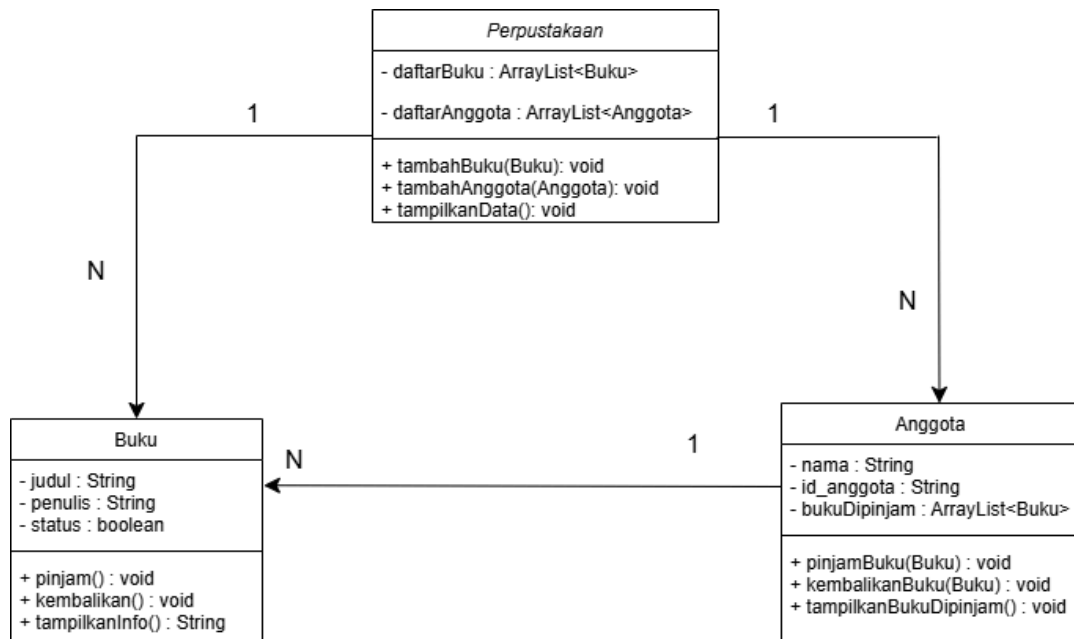 Perpustakaan
- daftarBuku : ArrayList<Buku>
- daftarAnggota : ArrayList<Anggota>
+ tambahBuku(Buku): void
+ tambahAnggota(Anggota): void
+ tampilkanData(): void
1
1
N
N
Buku
- judul : String
- penulis : String
- status : boolean
+ pinjam() : void
+ kembalikan() : void
+ tampilkanInfo() : String
N
1
Anggota
- nama : String
- id_anggota : String
- bukuDipinjam : ArrayList<Buku>
+ pinjamBuku(Buku) : void
+ kembalikanBuku(Buku) : void
+ tampilkanBukuDipinjam() : void